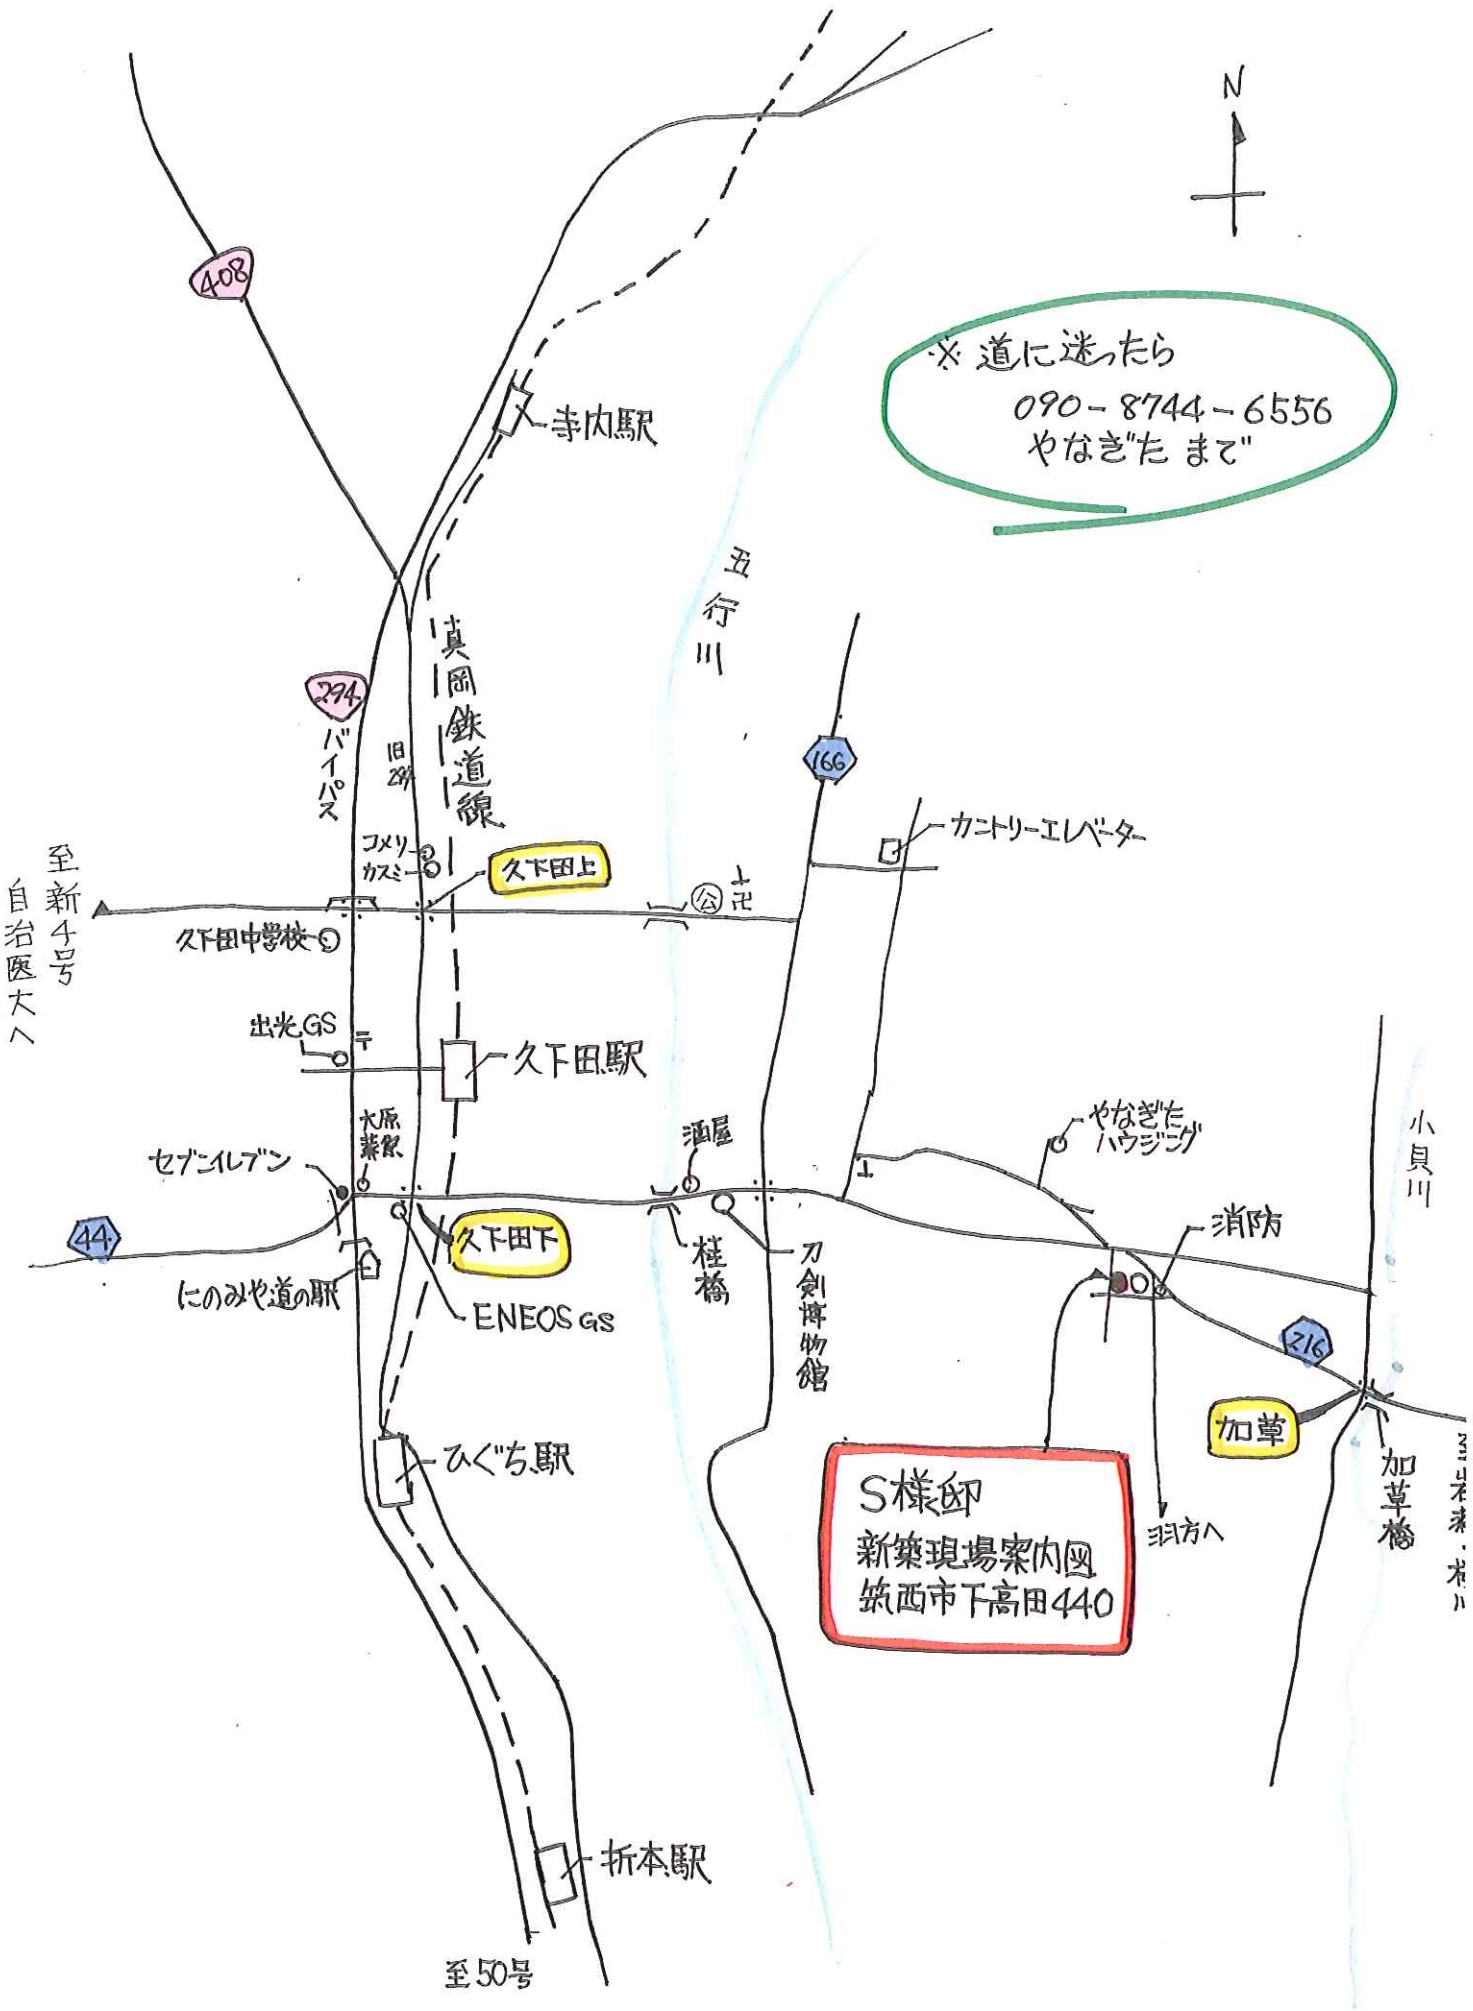 N
408
※ 道に迷ったら
090-8744-6556
やなぎた まで
寺内駅
五行川
真岡鉄道線
294
バイパス
旧
294
166
カントリーエレベーター
コメリ
カスミ
久下田上
公
卍
至新4号
自治医大へ
久下田中学校
出光GS
〒
久下田駅
やなぎた
ハウジング
小貝川
大原
薬局
酒屋
セブンイレブン
44
久下田下
桂橋
刀剣博物館
消防
にのみや道の駅
ENEOS GS
216
加草
加草橋
ひぐち駅
S様邸
新築現場案内図
筑西市下高田440
羽方へ
折本駅
至50号